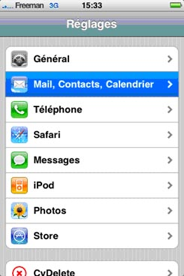 Freeman 3G 15:33
Réglages
Général
Mail, Contacts, Calendrier
Téléphone
Safari
Messages
iPod
Photos
Store
CyDelete